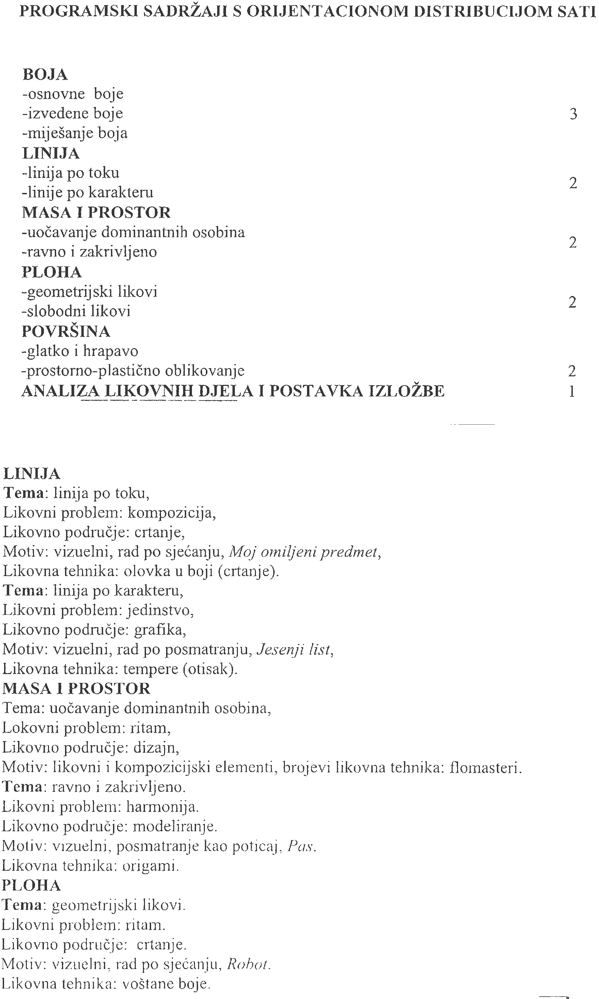 PROGRAMSKI SADRŽAJI S ORIJENTACIONOM DISTRIBUCIJOM SATI
BOJA
-osnovne boje
-izvedene boje 3
-miješanje boja
LINIJA
-linija po toku
2
-linije po karakteru
MASA I PROSTOR
-uočavanje dominantnih osobina
2
-ravno i zakrivljeno
PLOHA
-geometrijski likovi
2
-slobodni likovi
POVRŠINA
-glatko i hrapavo
-prostorno-plastično oblikovanje 2
ANALIZA LIKOVNIH DJELA I POSTAVKA IZLOŽBE 1
LINIJA
Tema: linija po toku,
Likovni problem: kompozicija,
Likovno područje: crtanje,
Motiv: vizuelni, rad po sjećanju, Moj omiljeni predmet,
Likovna tehnika: olovka u boji (crtanje).
Tema: linija po karakteru,
Likovni problem: jedinstvo,
Likovno područje: grafika,
Motiv: vizuelni, rad po posmatranju, Jesenji list,
Likovna tehnika: tempere (otisak).
MASA I PROSTOR
Tema: uočavanje dominantnih osobina,
Lokovni problem: ritam,
Likovno područje: dizajn,
Motiv: likovni i kompozicijski elementi, brojevi likovna tehnika: flomasteri.
Tema: ravno i zakrivljeno.
Likovni problem: harmonija.
Likovno područje: modeliranje.
Motiv: vizuelni, posmatranje kao poticaj, Pas.
Likovna tehnika: origami.
PLOHA
Tema: geometrijski likovi.
Likovni problem: ritam.
Likovno područje: crtanje.
Motiv: vizuelni, rad po sjećanju, Robot.
Likovna tehnika: voštane boje.